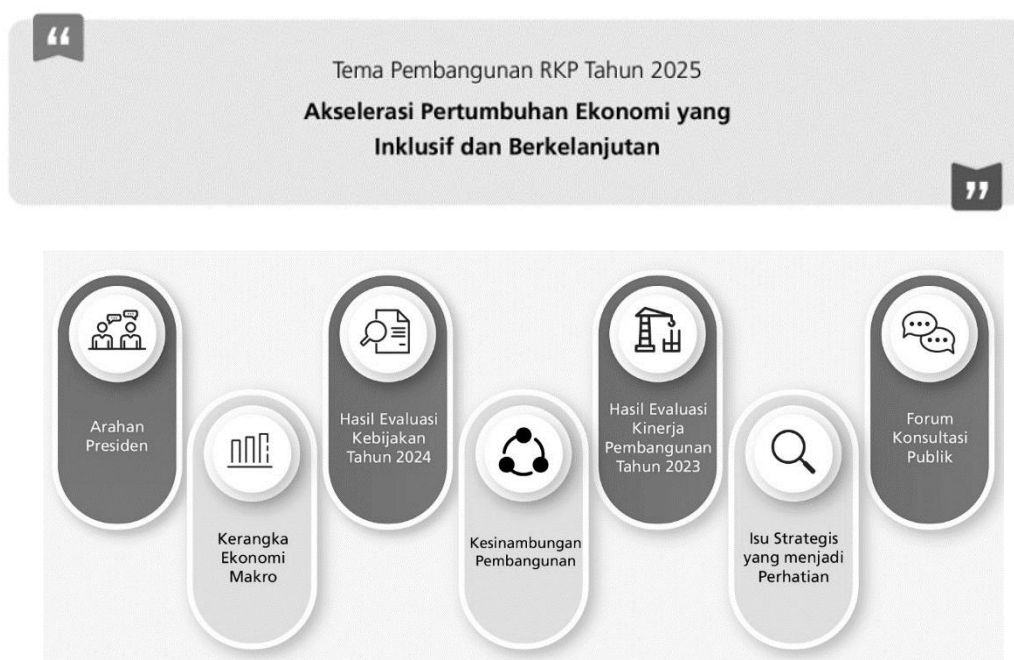 Tema Pembangunan RKP Tahun 2025
Akselerasi Pertumbuhan Ekonomi yang
Inklusif dan Berkelanjutan
Arahan
Presiden
Kerangka
Ekonomi
Makro
Hasil Evaluasi
Kebijakan
Tahun 2024
Kesinambungan
Pembangunan
Hasil Evaluasi
Kinerja
Pembangunan
Tahun 2023
Isu Strategis
yang menjadi
Perhatian
Forum
Konsultasi
Publik